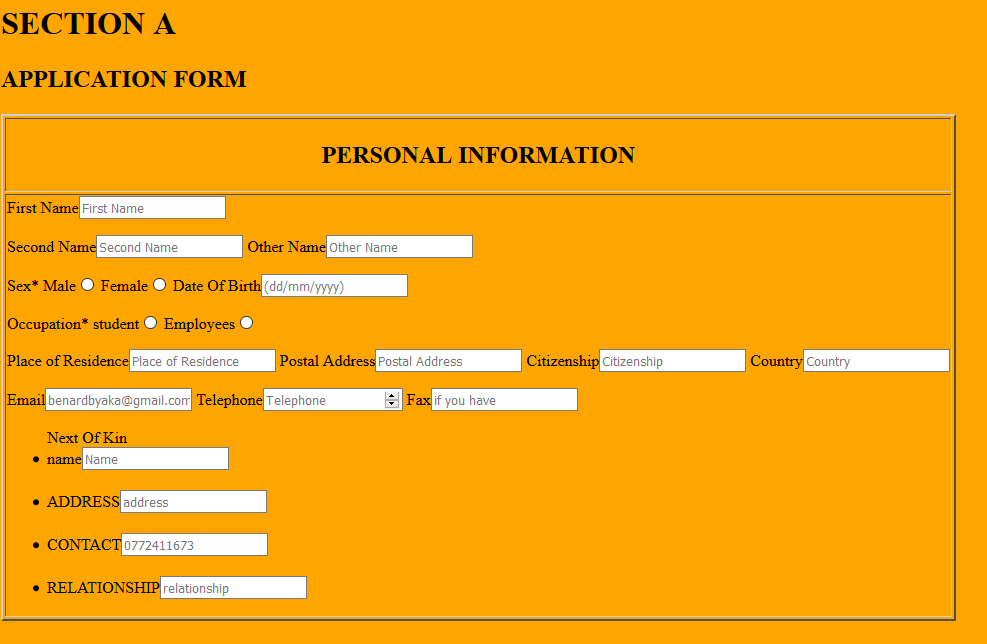 SECTION A
APPLICATION FORM
PERSONAL INFORMATION
First Name First Name
Second Name Second Name Other Name Other Name
Sex* Male Female Date Of Birth (dd/mm/yyyy)
Occupation* student Employees
Place of Residence Place of Residence Postal Address Postal Address Citizenship Citizenship Country Country
Email benardbyaka@gmail.com Telephone Telephone Fax if you have
Next Of Kin
name Name
ADDRESS address
CONTACT 0772411673
RELATIONSHIP relationship